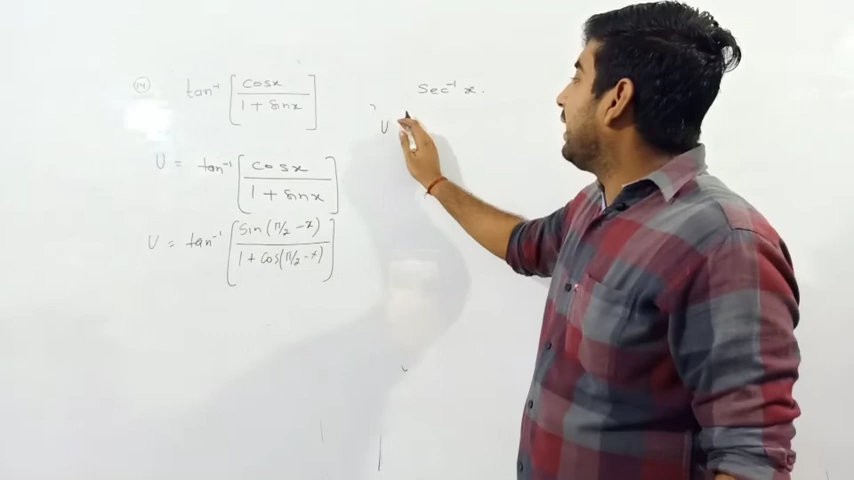 (14) tan⁻¹ [cosx / 1 + sinx] , Sec⁻¹ x.
U = tan⁻¹ [cosx / 1 + sinx]
U = tan⁻¹ [Sin(π/2 - x) / 1 + Cos(π/2 - x)]
U